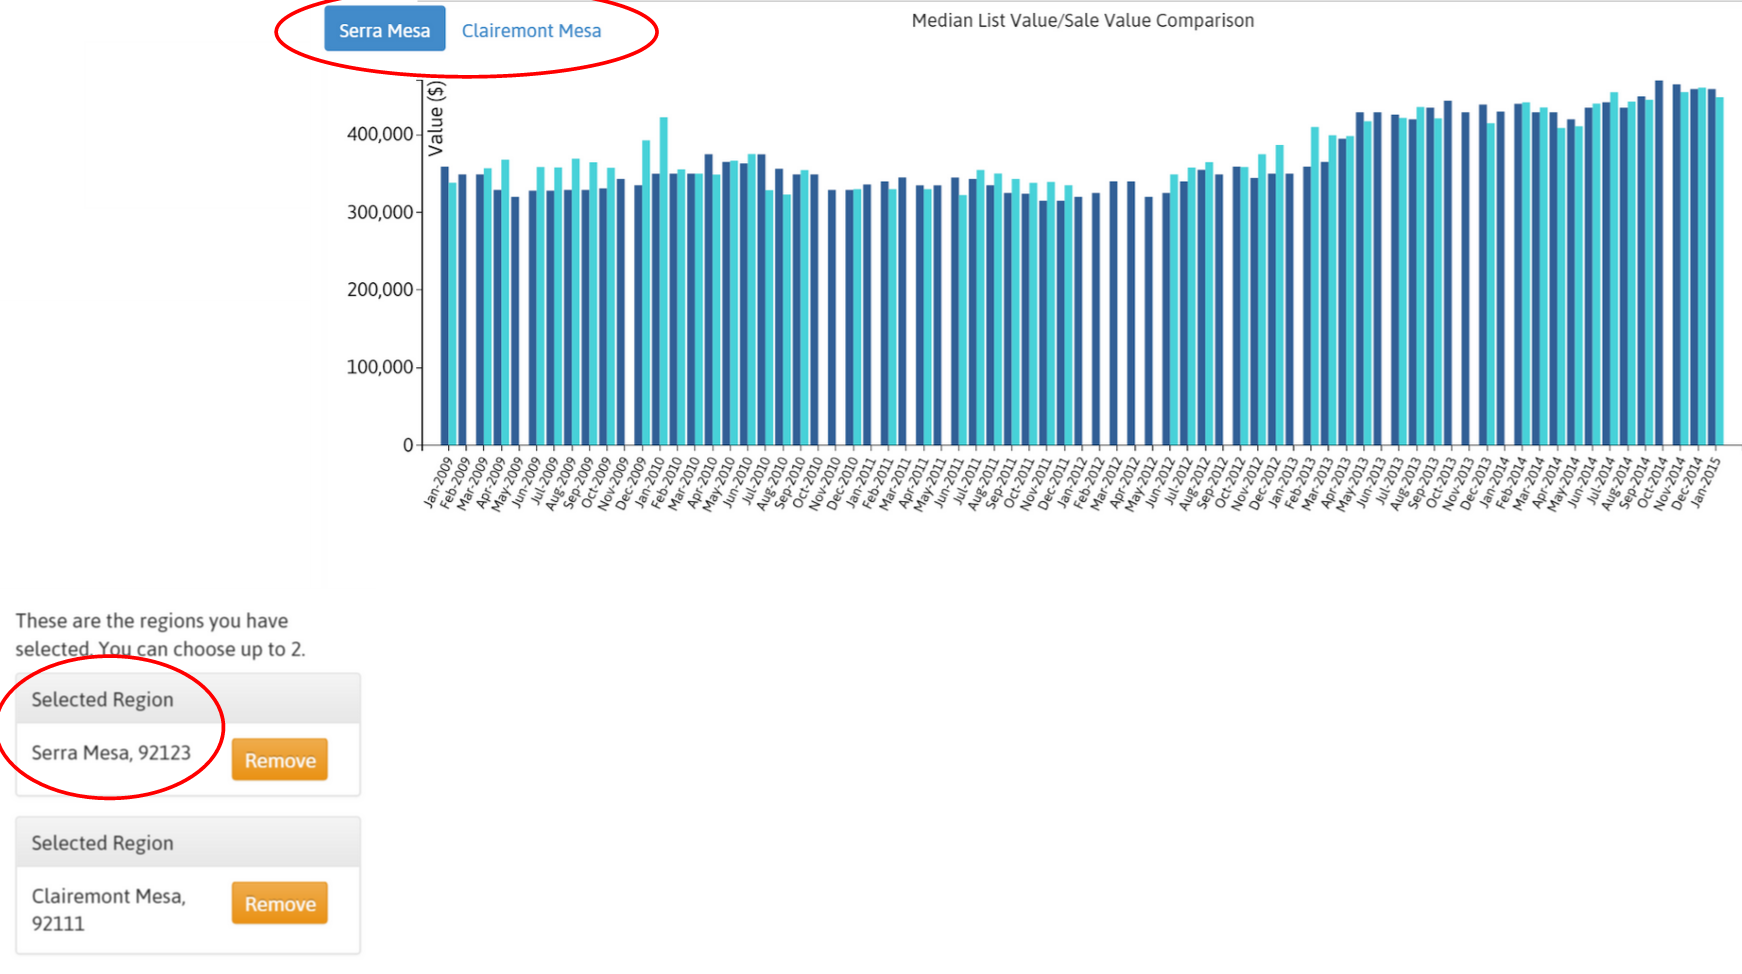 Serra Mesa
Clairemont Mesa
Median List Value/Sale Value Comparison
Value ($)
400,000
300,000
200,000
100,000
0
Jan-2009
Feb-2009
Mar-2009
Apr-2009
May-2009
Jun-2009
Jul-2009
Aug-2009
Sep-2009
Oct-2009
Nov-2009
Dec-2009
Jan-2010
Feb-2010
Mar-2010
Apr-2010
May-2010
Jun-2010
Jul-2010
Aug-2010
Sep-2010
Oct-2010
Nov-2010
Dec-2010
Jan-2011
Feb-2011
Mar-2011
Apr-2011
May-2011
Jun-2011
Jul-2011
Aug-2011
Sep-2011
Oct-2011
Nov-2011
Dec-2011
Jan-2012
Feb-2012
Mar-2012
Apr-2012
May-2012
Jun-2012
Jul-2012
Aug-2012
Sep-2012
Oct-2012
Nov-2012
Dec-2012
Jan-2013
Feb-2013
Mar-2013
Apr-2013
May-2013
Jun-2013
Jul-2013
Aug-2013
Sep-2013
Oct-2013
Nov-2013
Dec-2013
Jan-2014
Feb-2014
Mar-2014
Apr-2014
May-2014
Jun-2014
Jul-2014
Aug-2014
Sep-2014
Oct-2014
Nov-2014
Dec-2014
Jan-2015
These are the regions you have
selected. You can choose up to 2.
Selected Region
Serra Mesa, 92123
Remove
Selected Region
Clairemont Mesa,
92111
Remove